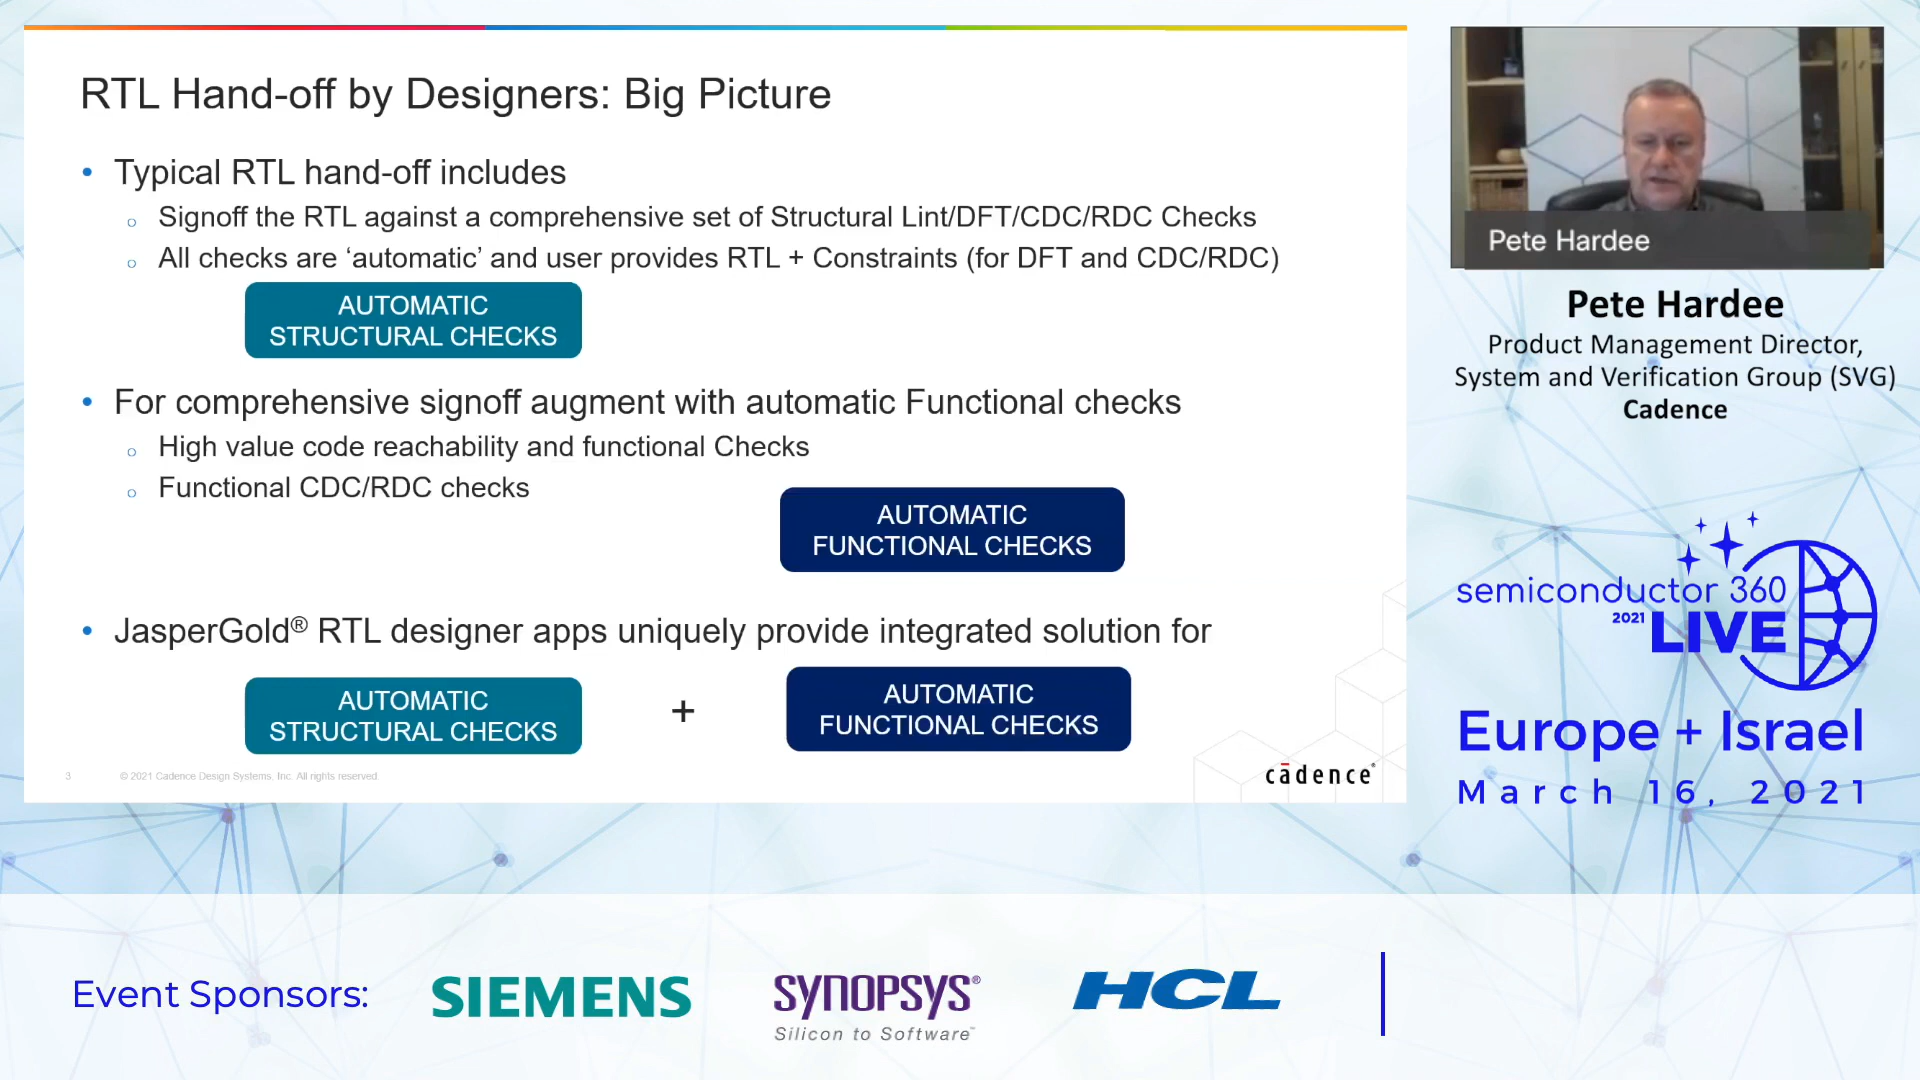 RTL Hand-off by Designers: Big Picture
• Typical RTL hand-off includes
o Signoff the RTL against a comprehensive set of Structural Lint/DFT/CDC/RDC Checks
o All checks are ‘automatic’ and user provides RTL + Constraints (for DFT and CDC/RDC)
AUTOMATIC
STRUCTURAL CHECKS
• For comprehensive signoff augment with automatic Functional checks
o High value code reachability and functional Checks
o Functional CDC/RDC checks
AUTOMATIC
FUNCTIONAL CHECKS
• JasperGold® RTL designer apps uniquely provide integrated solution for
AUTOMATIC
STRUCTURAL CHECKS
+
AUTOMATIC
FUNCTIONAL CHECKS
3 © 2021 Cadence Design Systems, Inc. All rights reserved.
cādence®
Pete Hardee
Pete Hardee
Product Management Director,
System and Verification Group (SVG)
Cadence
semiconductor 360
2021 LIVE
Europe + Israel
March 16, 2021
Event Sponsors:
SIEMENS
SYNOPSYS®
Silicon to Software™
HCL